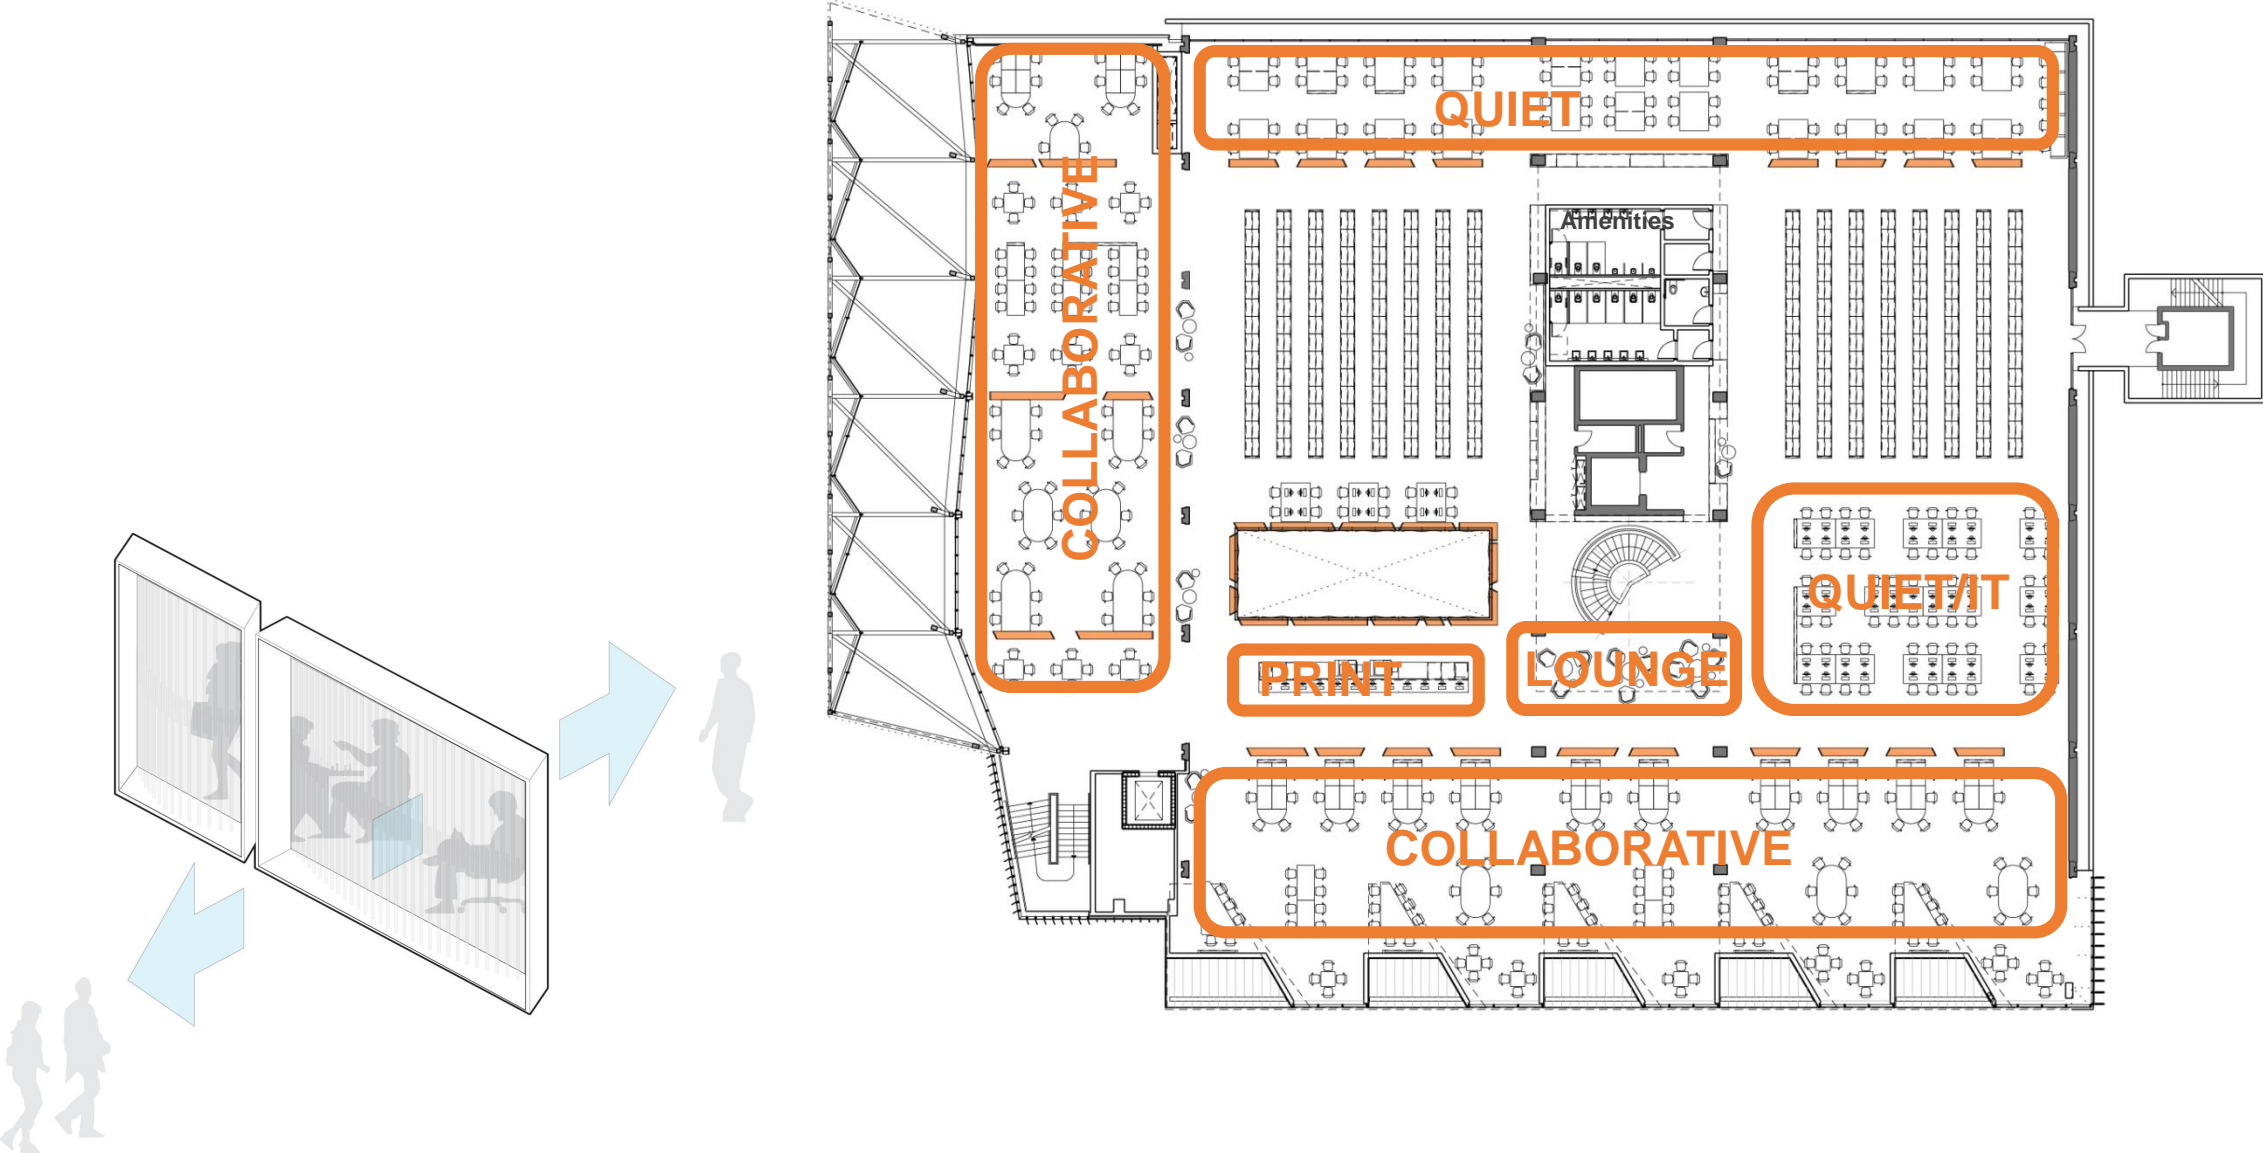 QUIET
COLLABORATIVE
Amenities
QUIET/IT
PRINT
LOUNGE
COLLABORATIVE